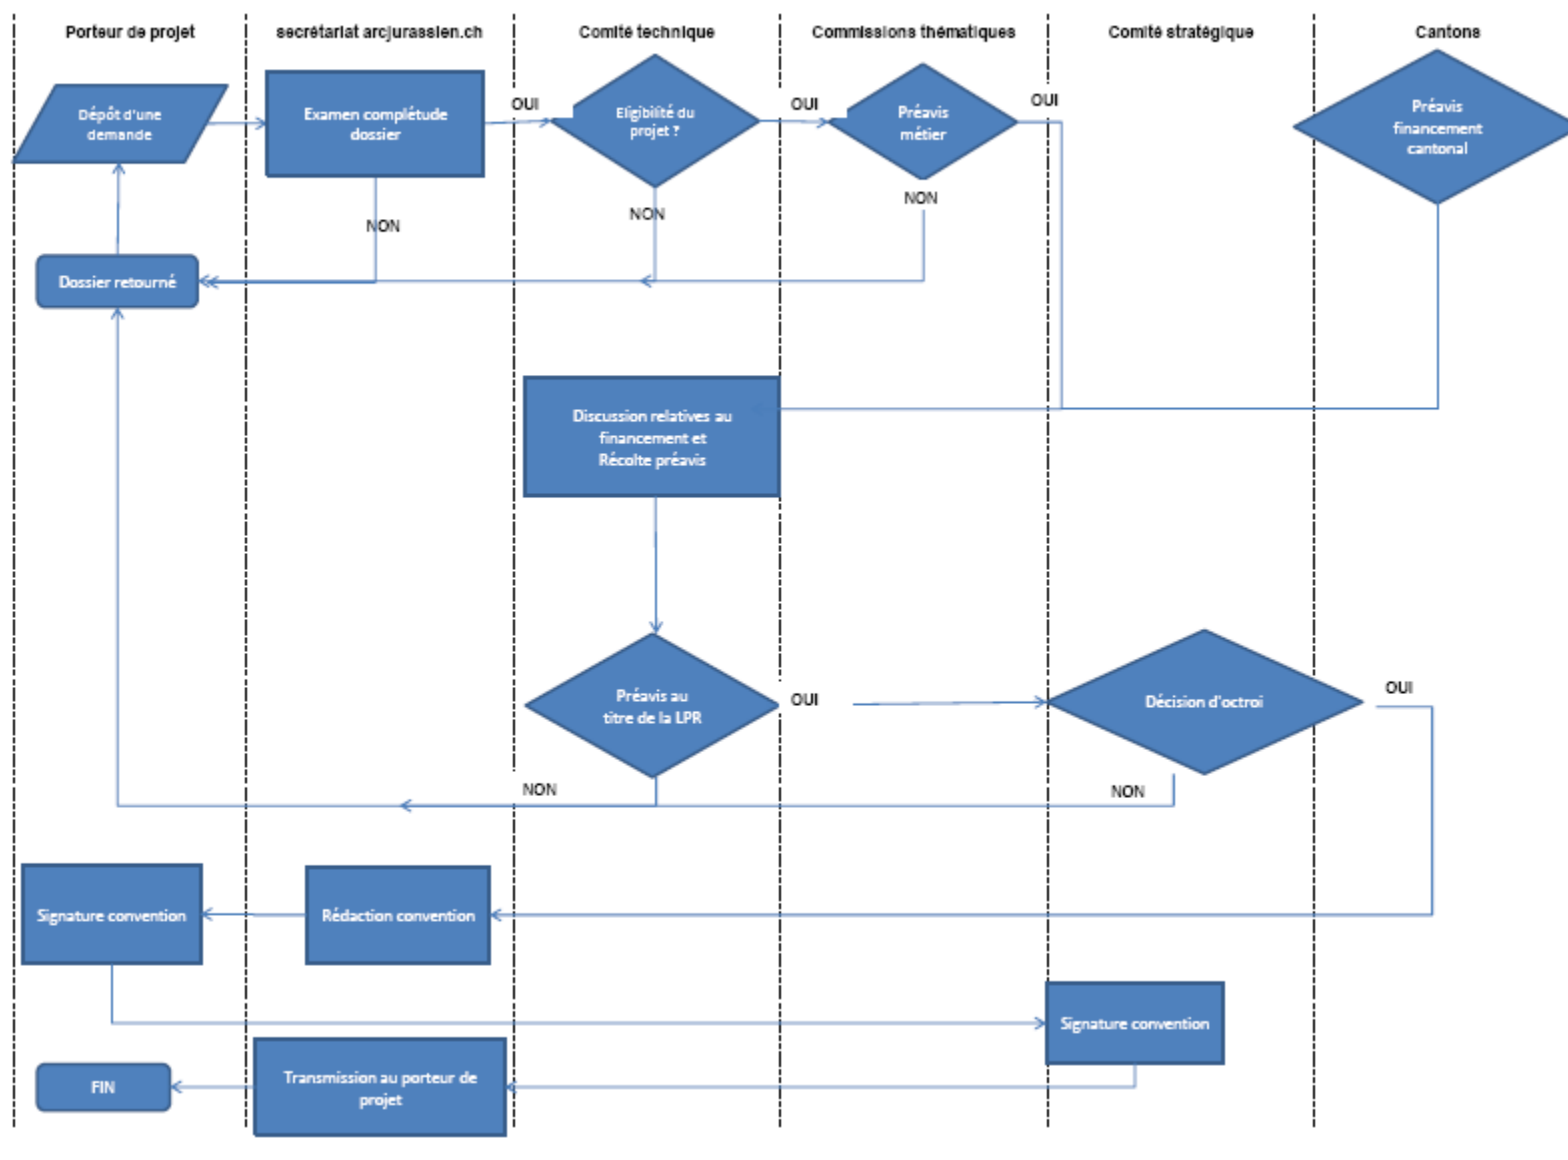 Porteur de projet
secrétariat arcjurassien.ch
Comité technique
Commissions thématiques
Comité stratégique
Cantons
Dépôt d'une
demande
Examen complétude
dossier
OUI
Eligibilité du
projet ?
OUI
Préavis
métier
OUI
Préavis
financement
cantonal
NON
NON
NON
Dossier retourné
Discussion relatives au
financement et
Récolte préavis
Préavis au
titre de la LPR
OUI
Décision d'octroi
OUI
NON
NON
Signature convention
Rédaction convention
Signature convention
FIN
Transmission au porteur de
projet